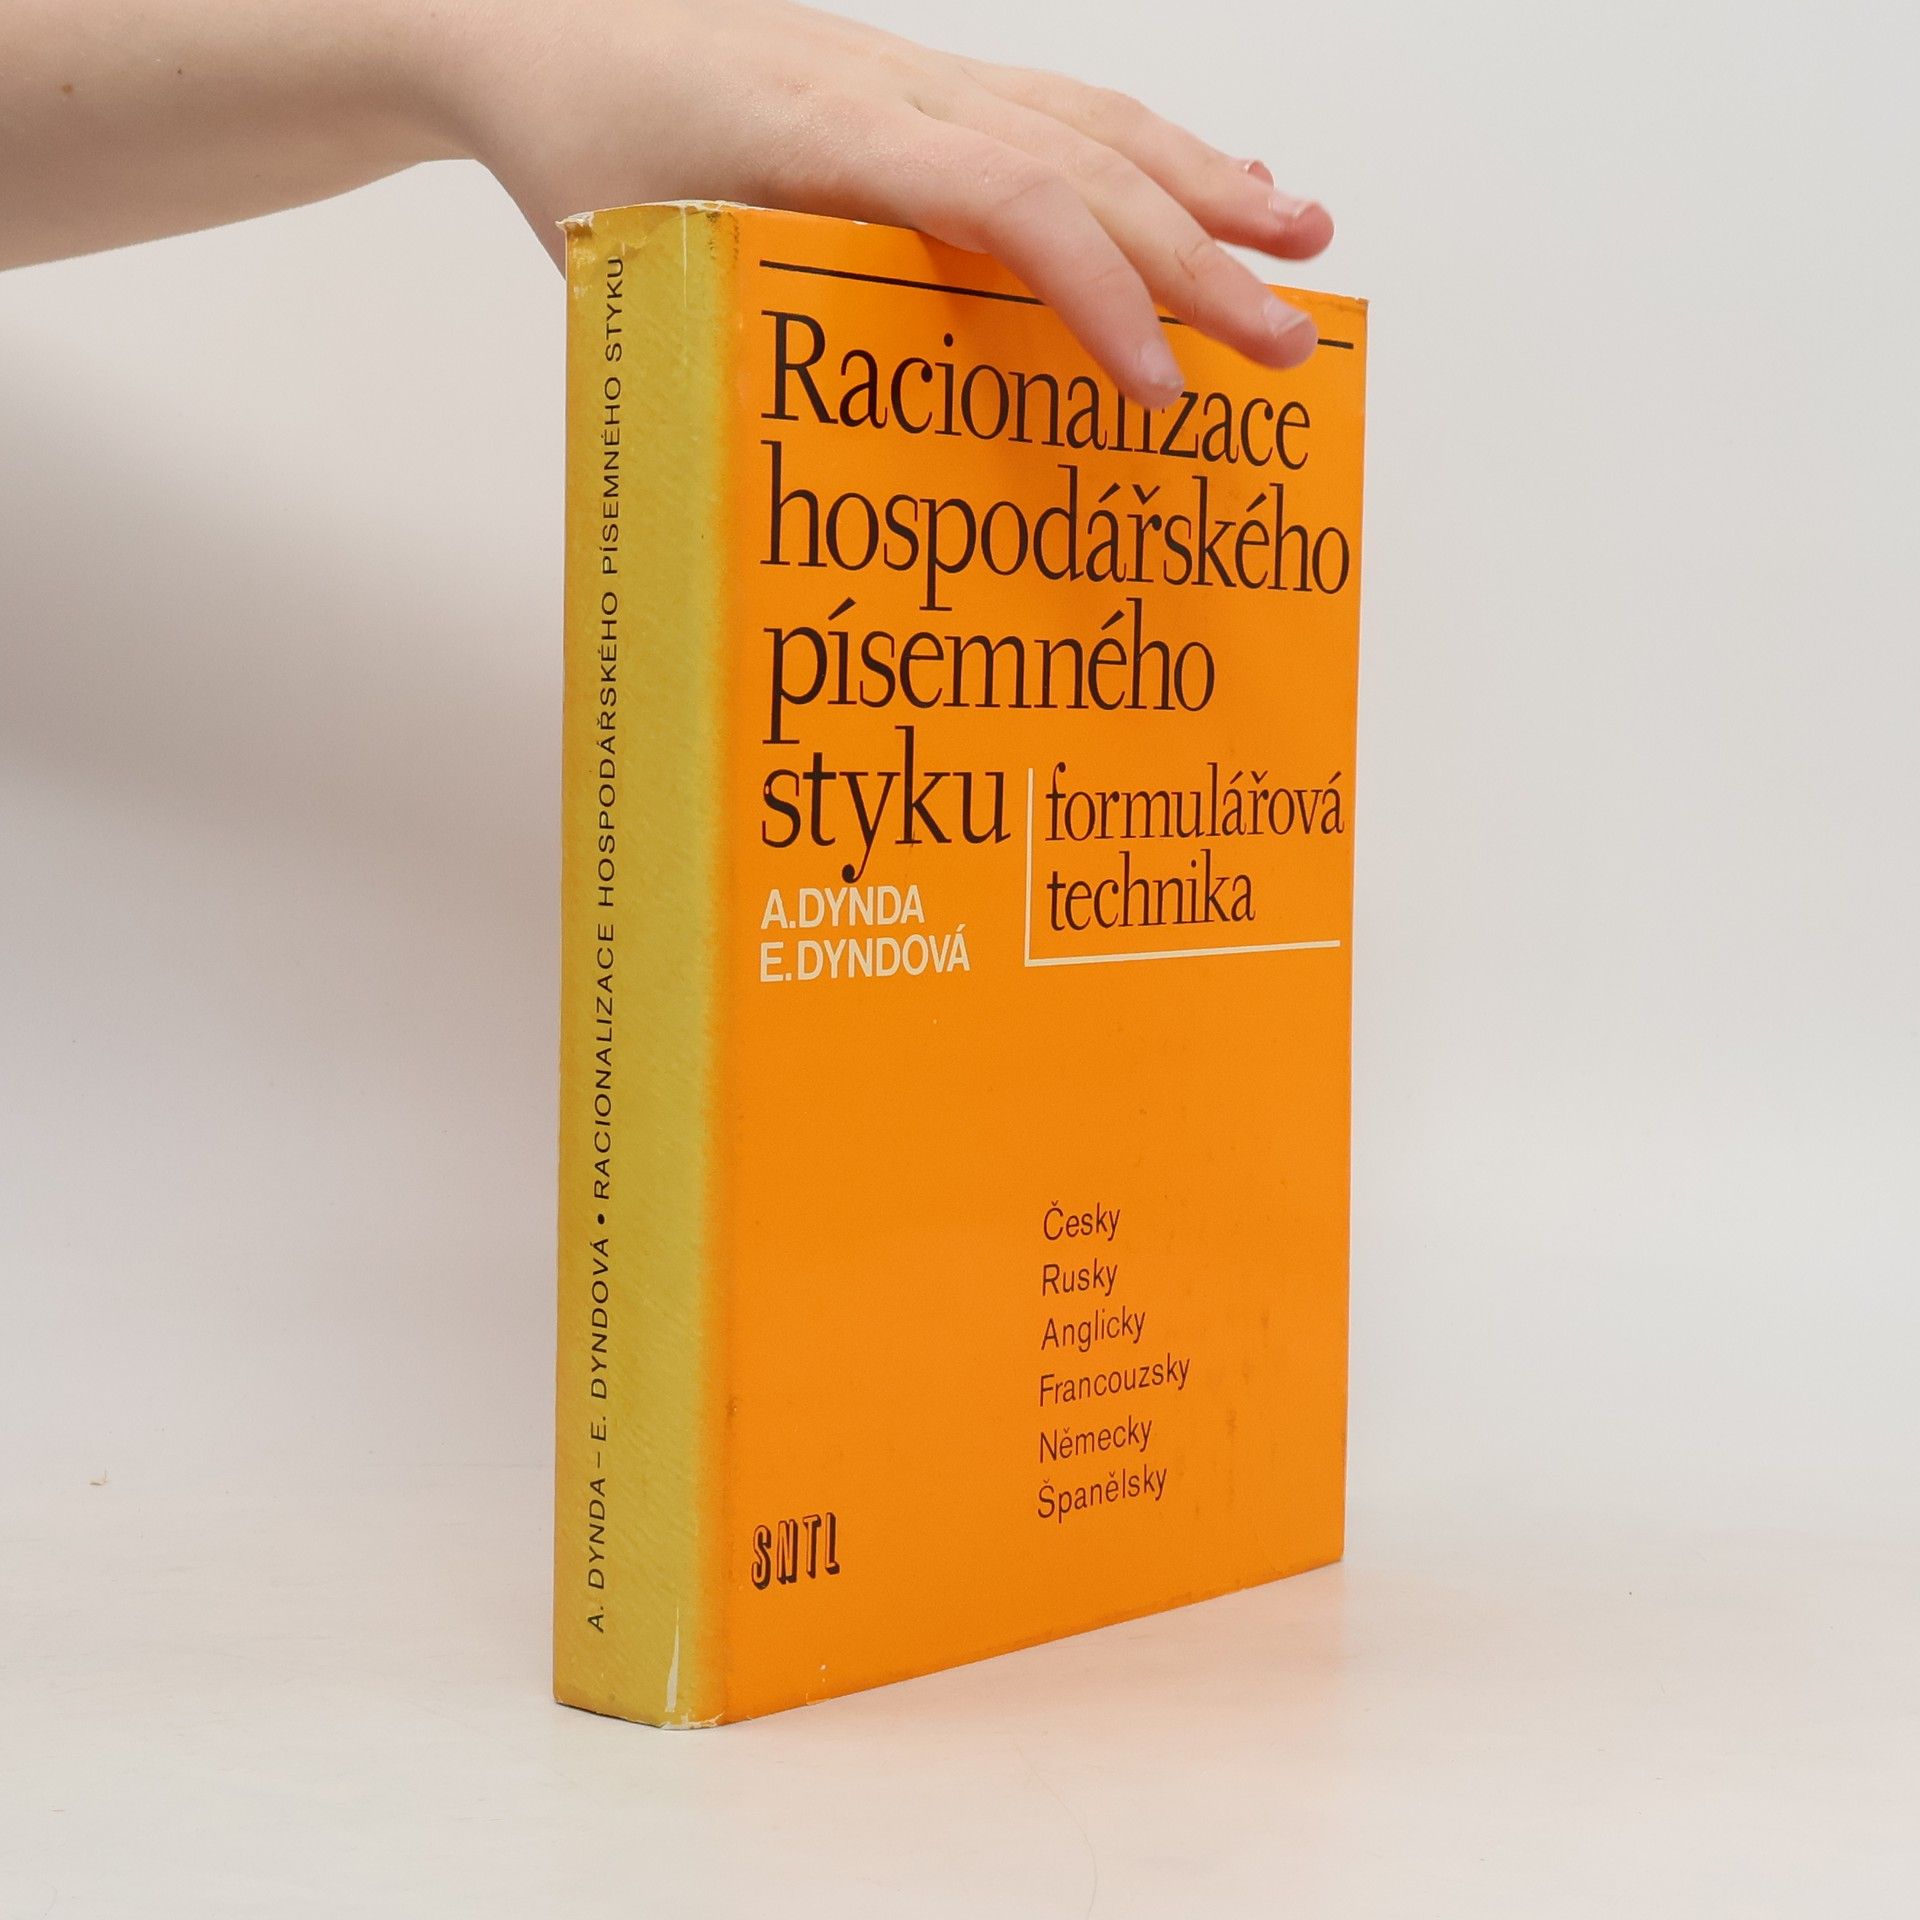 A. DYNDA – E. DYNDOVÁ • RACIONALIZACE HOSPODÁŘSKÉHO PÍSEMNÉHO STYKU
Racionalizace
hospodářského
písemného
styku
formulářová
technika
A.DYNDA
E.DYNDOVÁ
Česky
Rusky
Anglicky
Francouzsky
Německy
Španělsky
SNTL